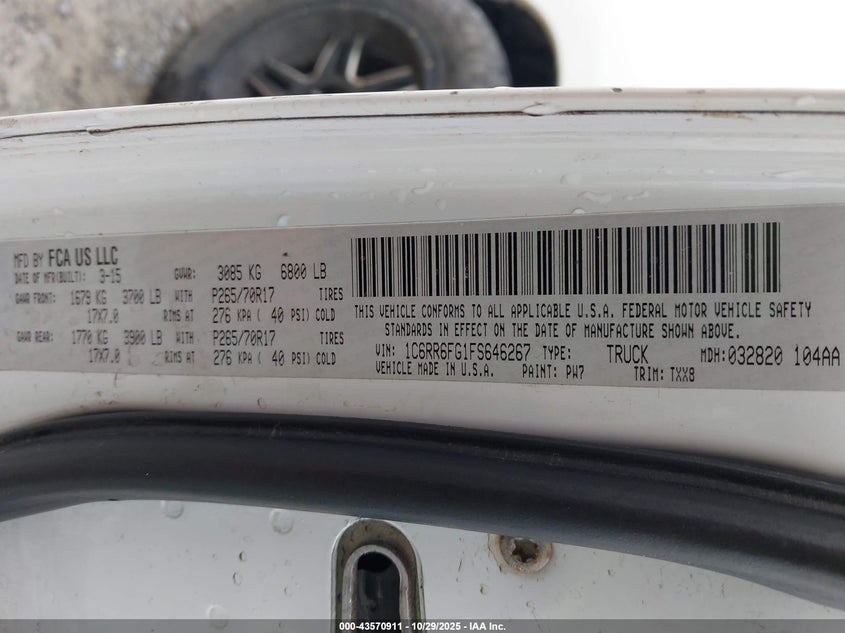 MFD BY FCA US LLC
DATE OF MFR(BUILT): 3-15 GVWR: 3085 KG 6800 LB
GAWR FRONT: 1679 KG 3700 LB WITH P265/70R17 TIRES
17X7.0 RIMS AT 276 KPA ( 40 PSI) COLD
GAWR REAR: 1770 KG 3900 LB WITH P265/70R17 TIRES
17X7.0 RIMS AT 276 KPA ( 40 PSI) COLD
THIS VEHICLE CONFORMS TO ALL APPLICABLE U.S.A. FEDERAL MOTOR VEHICLE SAFETY
STANDARDS IN EFFECT ON THE DATE OF MANUFACTURE SHOWN ABOVE.
VIN: 1C6RR6FG1FS646267 TYPE: TRUCK MDH: 032820 104AA
VEHICLE MADE IN U.S.A. PAINT: PW7 TRIM: TXX8
000-43570911 - 10/29/2025 - IAA Inc.